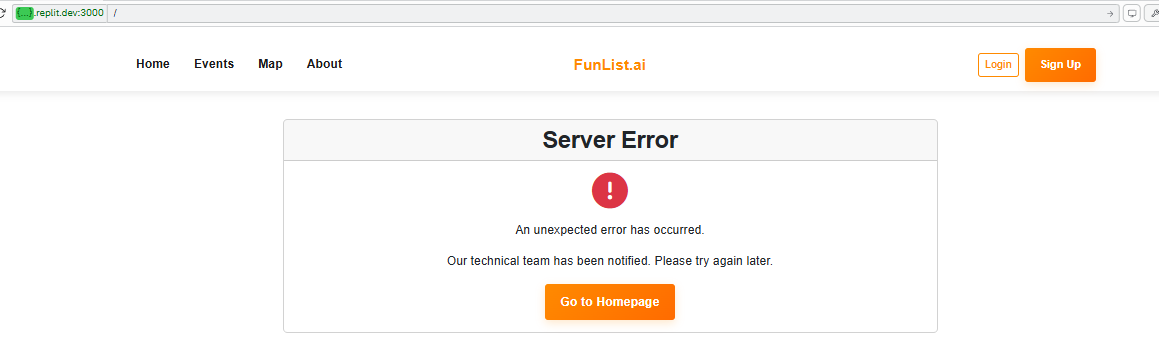 {...}.replit.dev:3000 /
Home Events Map About FunList.ai Login Sign Up
Server Error
An unexpected error has occurred.
Our technical team has been notified. Please try again later.
Go to Homepage